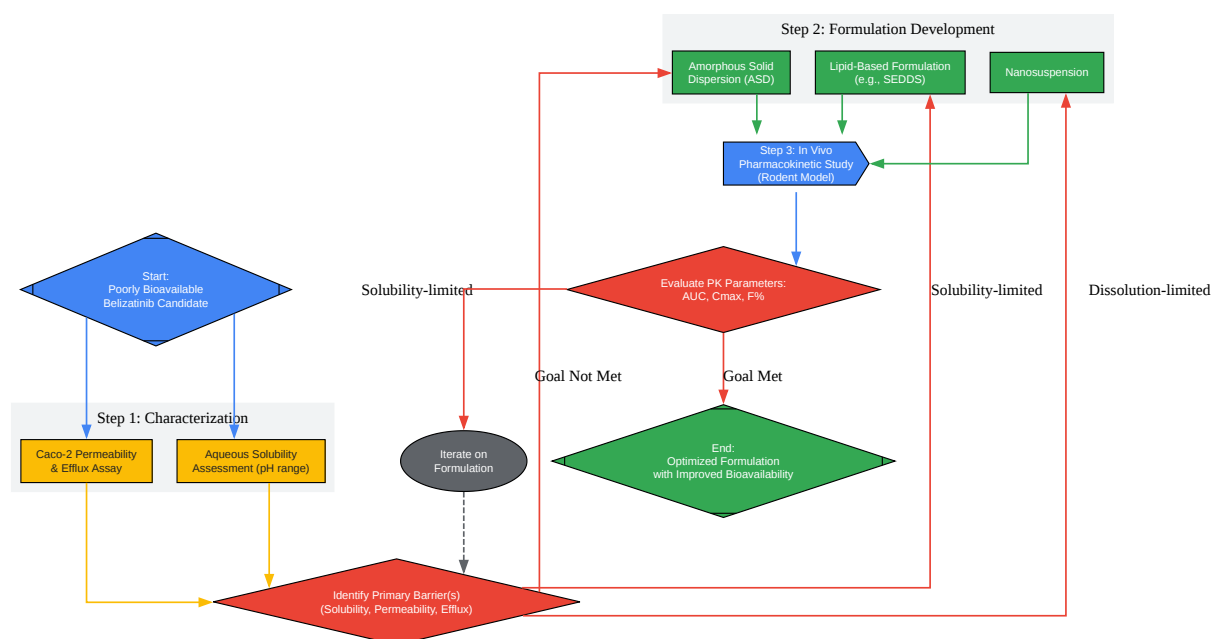 Step 2: Formulation Development
Amorphous Solid
Dispersion (ASD)
Lipid-Based Formulation
(e.g., SEDDS)
Nanosuspension
Step 3: In Vivo
Pharmacokinetic Study
(Rodent Model)
Start:
Poorly Bioavailable
Belizatinib Candidate
Solubility-limited
Evaluate PK Parameters:
AUC, Cmax, F%
Solubility-limited
Dissolution-limited
Goal Not Met
Goal Met
Step 1: Characterization
Caco-2 Permeability
& Efflux Assay
Aqueous Solubility
Assessment (pH range)
Iterate on
Formulation
End:
Optimized Formulation
with Improved Bioavailability
Identify Primary Barrier(s)
(Solubility, Permeability, Efflux)